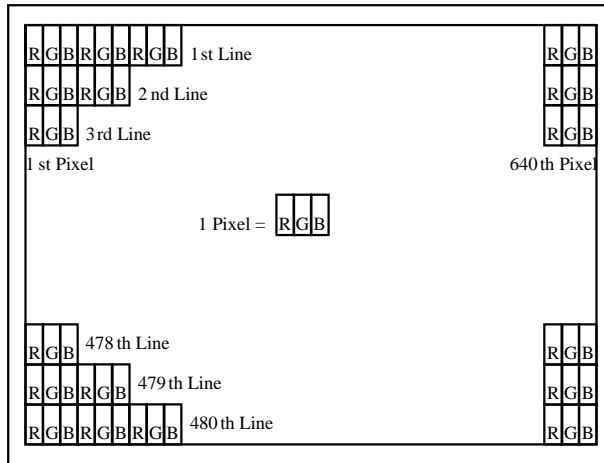 RGBRGBRGB 1st Line RGB
RGBRGB 2nd Line RGB
RGB 3rd Line RGB
1st Pixel 640th Pixel
1 Pixel = RGB
RGB 478th Line RGB
RGBRGB 479th Line RGB
RGBRGBRGB 480th Line RGB